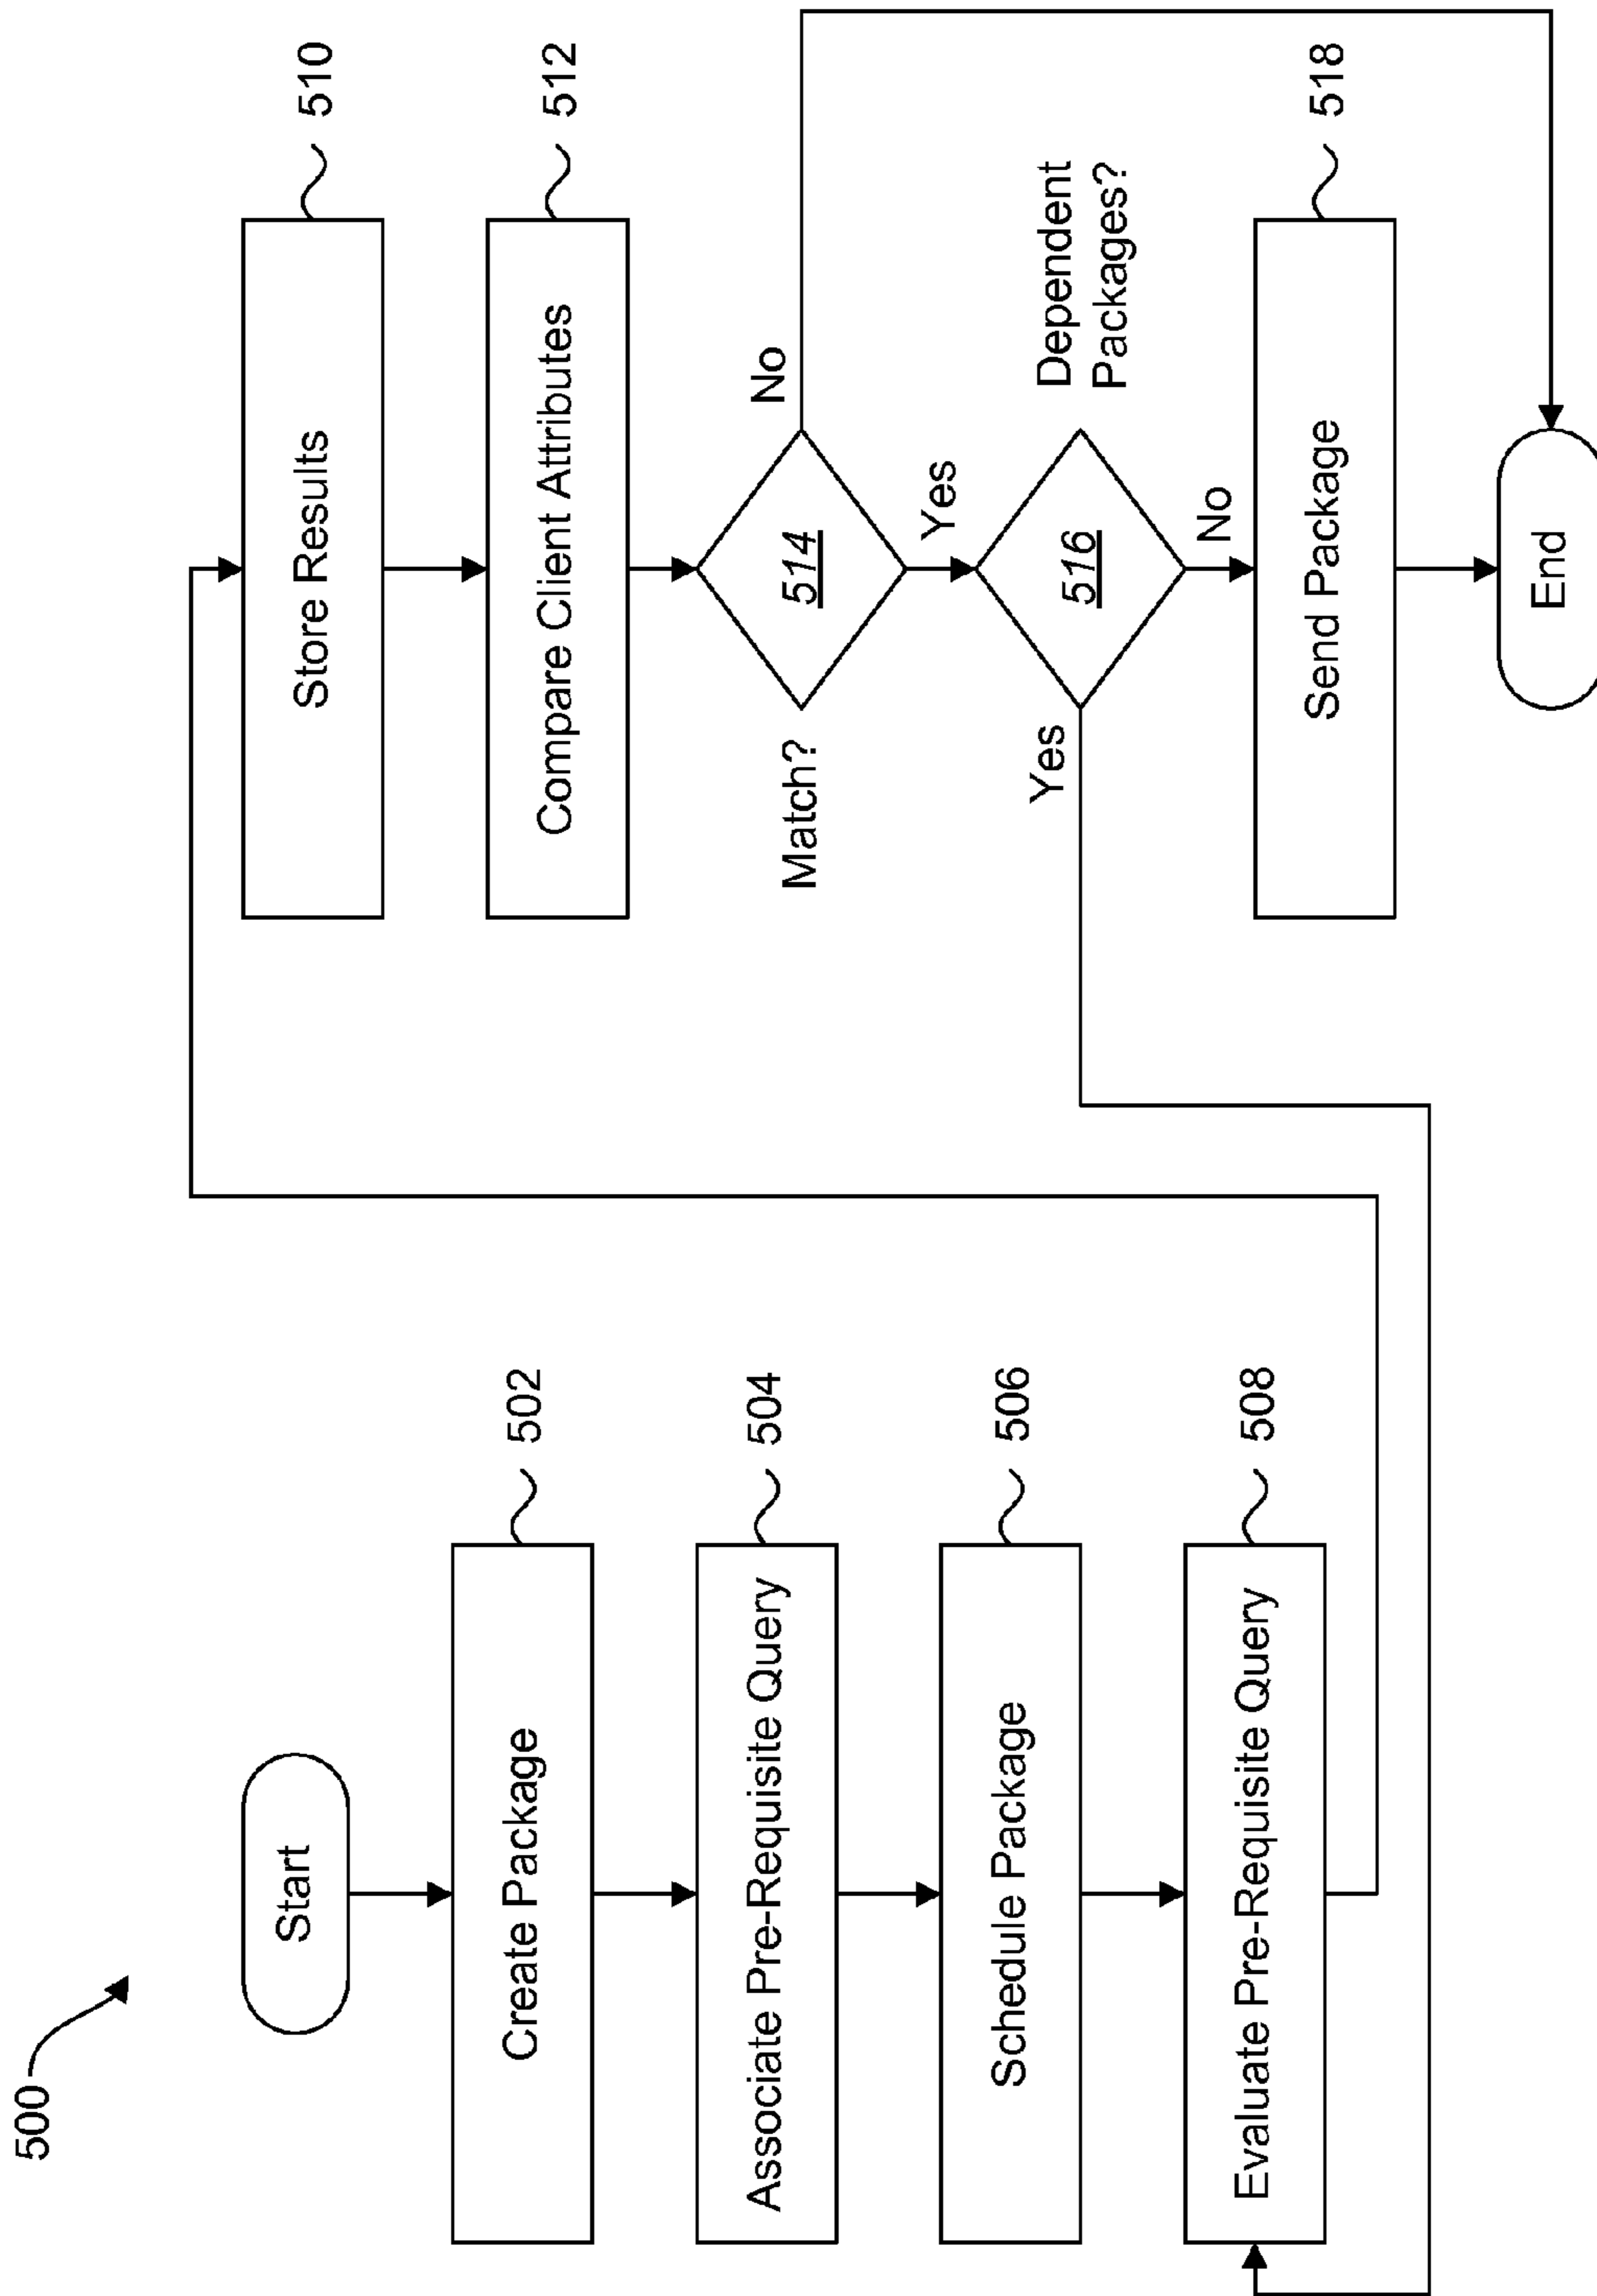 500
Start
Create Package
502
Associate Pre-Requisite Query
504
Schedule Package
506
Evaluate Pre-Requisite Query
508
Store Results
510
Compare Client Attributes
512
Match?
514
No
Yes
Dependent
Packages?
516
Yes
No
Send Package
518
End